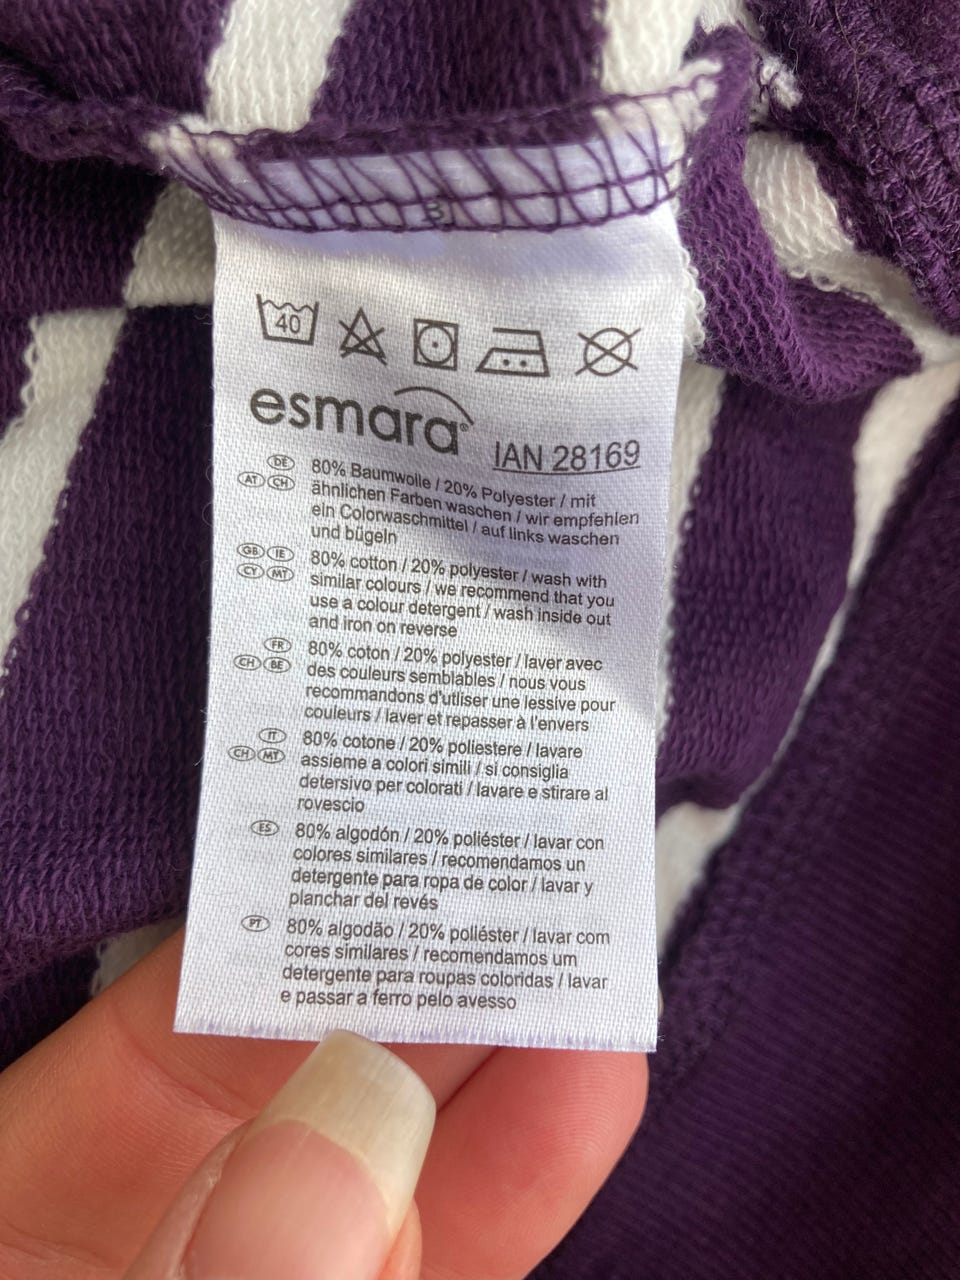 40
esmara®
IAN 28169
DE AT CH
80% Baumwolle / 20% Polyester / mit
ähnlichen Farben waschen / wir empfehlen
ein Colorwaschmittel / auf links waschen
und bügeln
GB IE CY MT
80% cotton / 20% polyester / wash with
similar colours / we recommend that you
use a colour detergent / wash inside out
and iron on reverse
FR CH BE
80% coton / 20% polyester / laver avec
des couleurs semblables / nous vous
recommandons d'utiliser une lessive pour
couleurs / laver et repasser à l'envers
IT CH MT
80% cotone / 20% poliestere / lavare
assieme a colori simili / si consiglia
detersivo per colorati / lavare e stirare al
rovescio
ES
80% algodón / 20% poliéster / lavar con
colores similares / recomendamos un
detergente para ropa de color / lavar y
planchar del revés
PT
80% algodão / 20% poliéster / lavar com
cores similares / recomendamos um
detergente para roupas coloridas / lavar
e passar a ferro pelo avesso